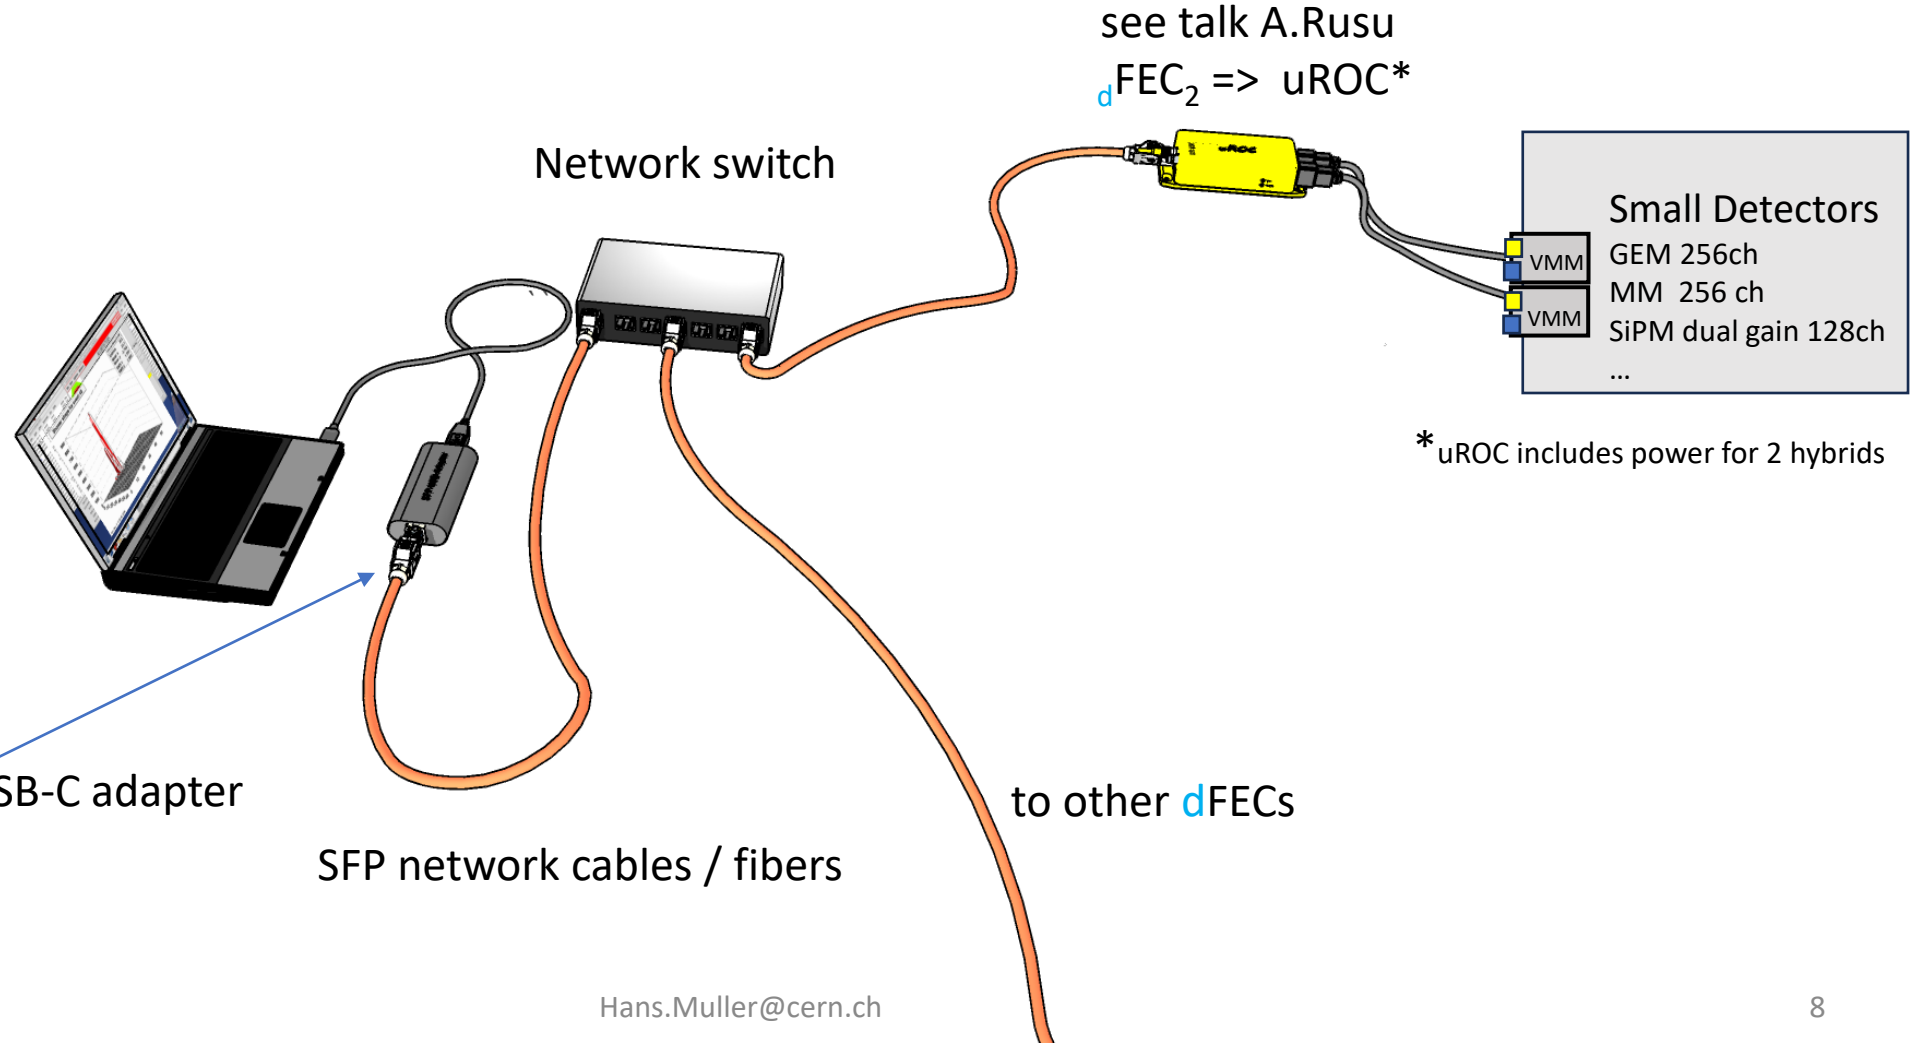 see talk A.Rusu
dFEC2 => uROC*
Network switch
uROC
Small Detectors
GEM 256ch
MM 256 ch
SiPM dual gain 128ch
...
VMM
VMM
*uROC includes power for 2 hybrids
SB-C adapter
to other dFECs
SFP network cables / fibers
Hans.Muller@cern.ch
8